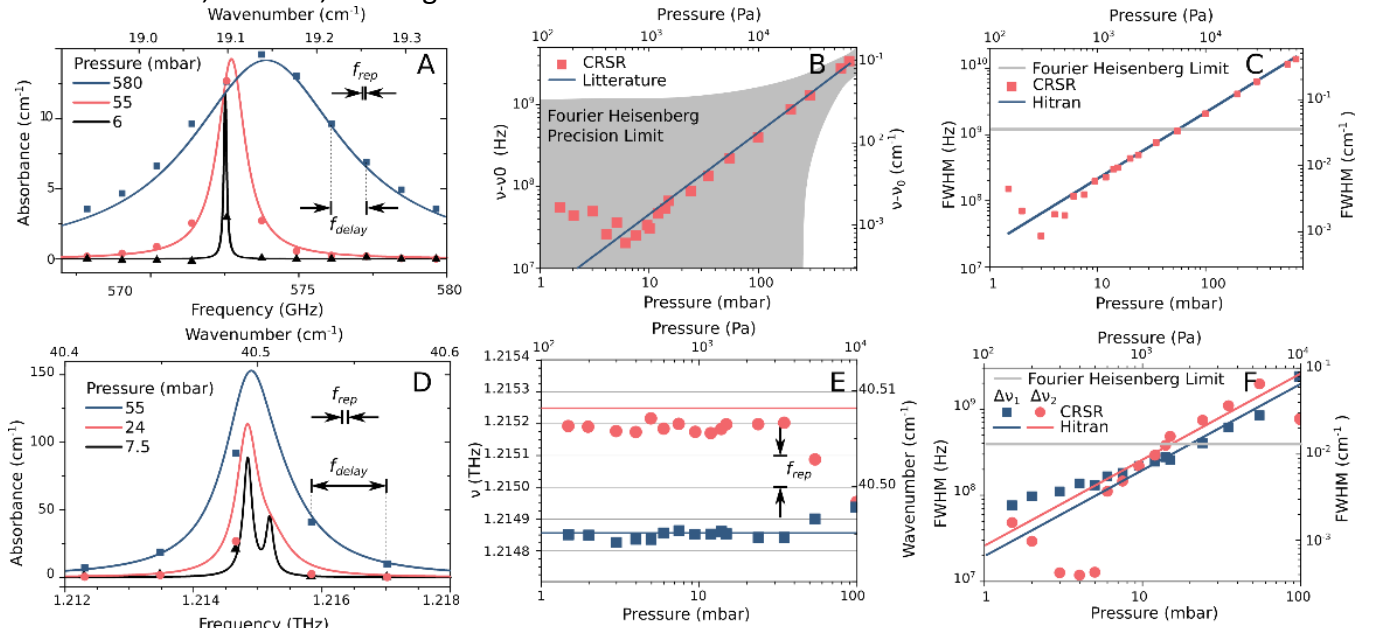 Wavenumber (cm-1)
19.0 19.1 19.2 19.3
A
Pressure (mbar)
580
55
6
frep
fdelay
Absorbance (cm-1)
10
5
0
570 575 580
Frequency (GHz)
Pressure (Pa)
10² 10³ 10⁴
B
CRSR
Litterature
Fourier Heisenberg
Precision Limit
ν-ν0 (Hz)
10⁹
10⁸
10⁷
10-1
10-2
10-3
ν-ν0 (cm-1)
1 10 100
Pressure (mbar)
Pressure (Pa)
10² 10³ 10⁴
C
Fourier Heisenberg Limit
CRSR
Hitran
FWHM (Hz)
10¹⁰
10⁹
10⁸
10⁷
10-1
10-2
10-3
FWHM (cm-1)
1 10 100
Pressure (mbar)
Wavenumber (cm-1)
40.4 40.5 40.6
D
Pressure (mbar)
55
24
7.5
frep
fdelay
Absorbance (cm-1)
150
100
50
0
1.212 1.214 1.216 1.218
Frequency (THz)
Pressure (Pa)
10² 10³ 10⁴
E
ν (THz)
1.2154
1.2153
1.2152
1.2151
1.2150
1.2149
1.2148
frep
40.51
40.50
Wavenumber (cm-1)
1 10 100
Pressure (mbar)
Pressure (Pa)
10² 10³ 10⁴
F
Fourier Heisenberg Limit
Δν1 Δν2
CRSR
Hitran
FWHM (Hz)
10⁹
10⁸
10⁷
10-1
10-2
10-3
FWHM (cm-1)
1 10 100
Pressure (mbar)